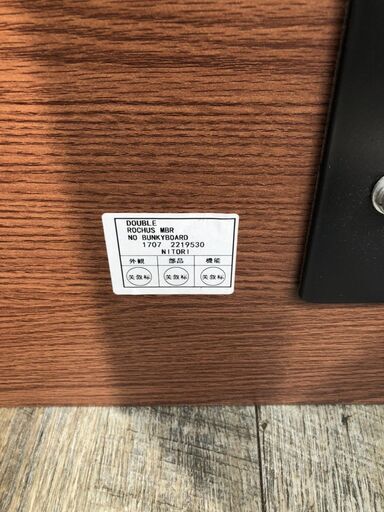 DOUBLE
ROCHUS MBR
NO BUNKYBOARD
1707 2219530
NITORI
外観 部品 機能